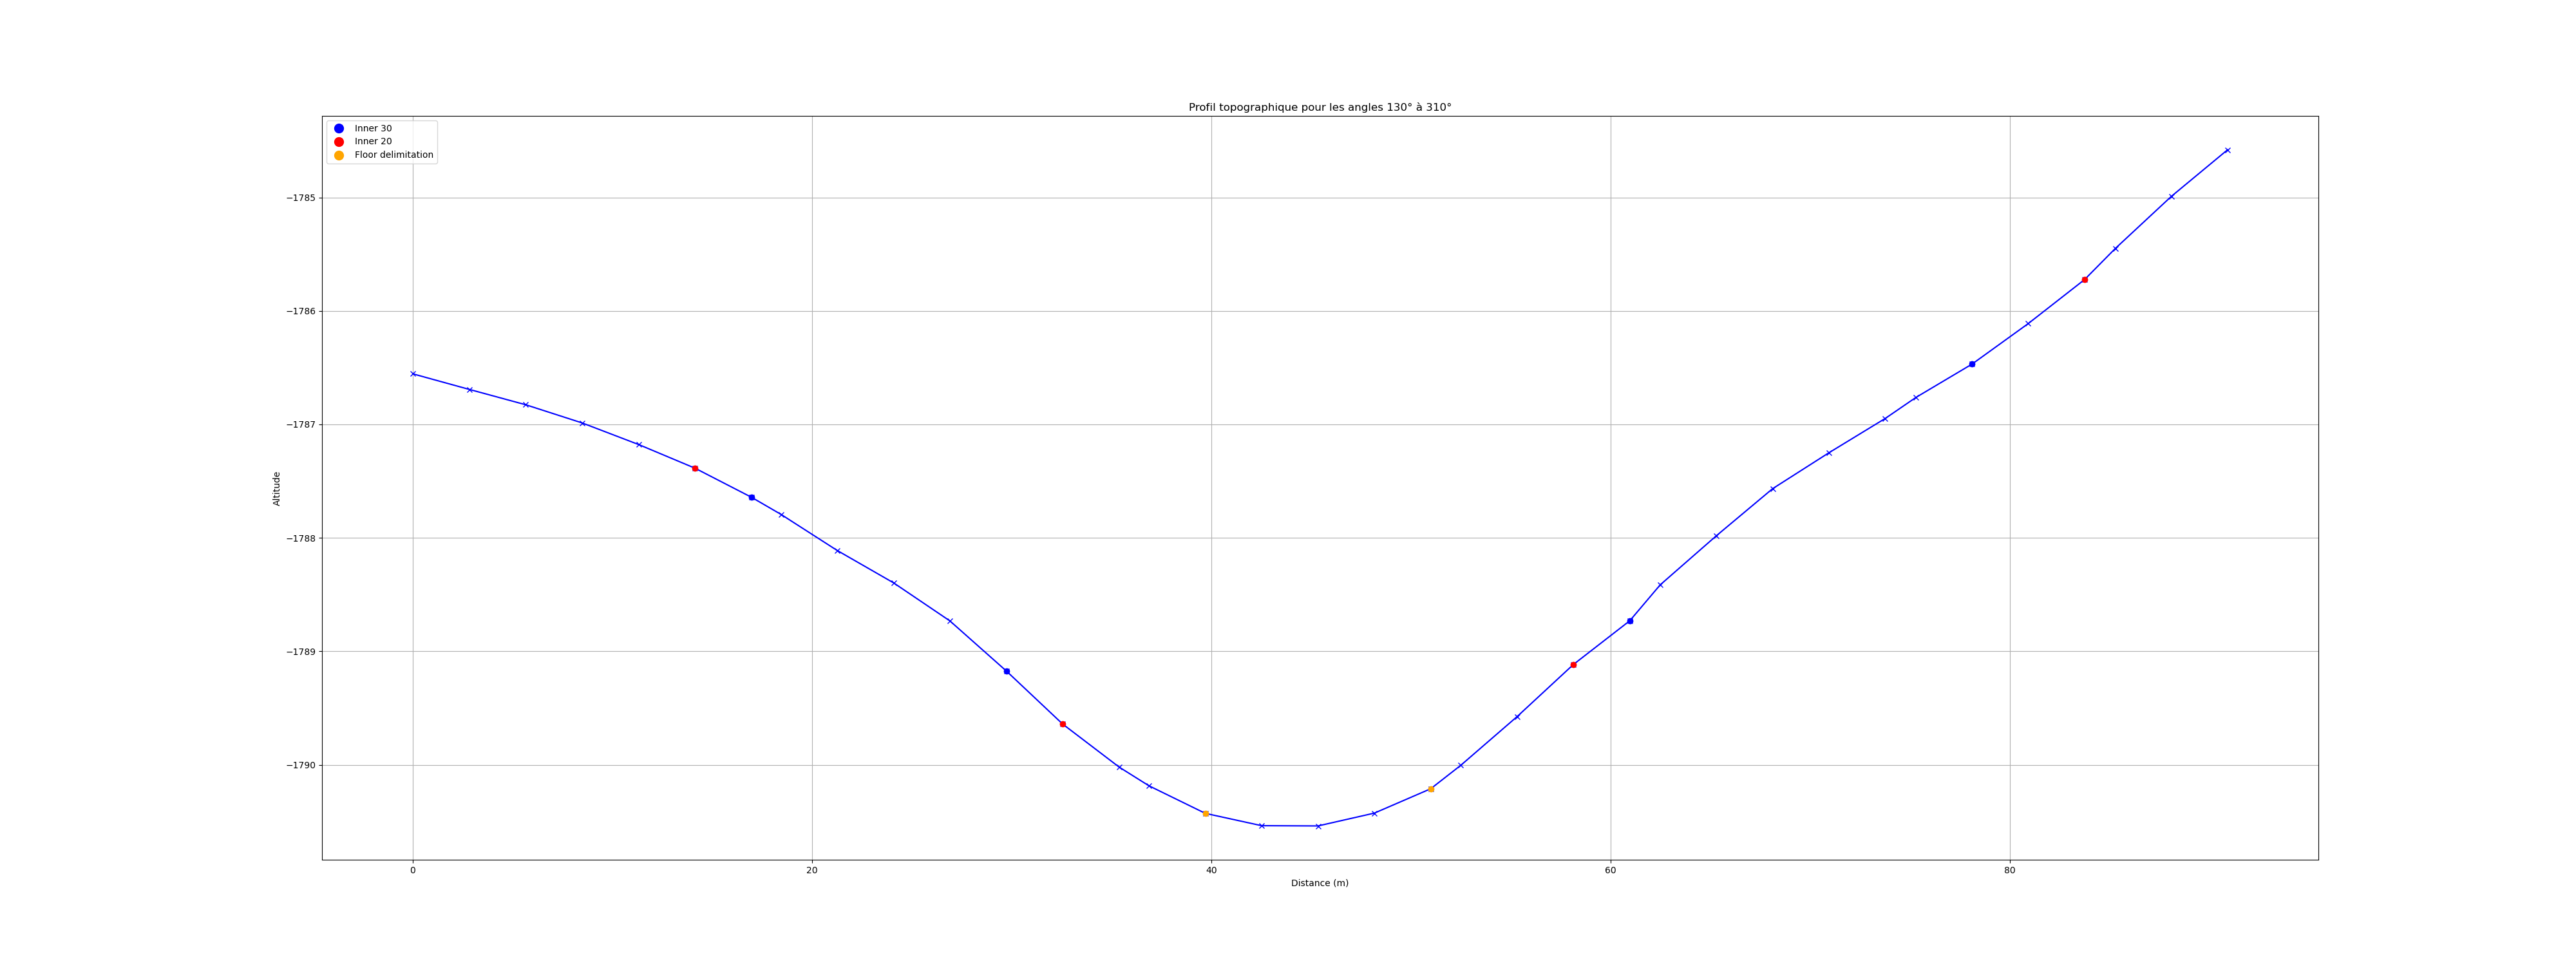 Profil topographique pour les angles 130° à 310°
Inner 30
Inner 20
Floor delimitation
−1785
−1786
−1787
−1788
−1789
−1790
Altitude
0 20 40 60 80
Distance (m)